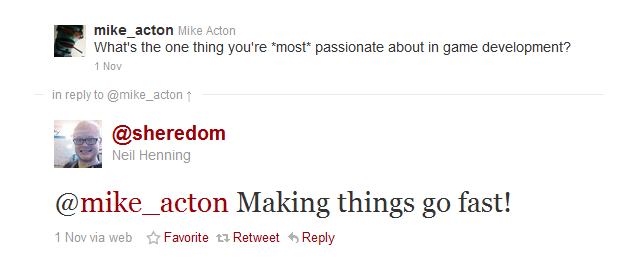 mike_acton Mike Acton
What's the one thing you're *most* passionate about in game development?
1 Nov
in reply to @mike_acton ↑
@sheredom
Neil Henning
@mike_acton Making things go fast!
1 Nov via web Favorite Retweet Reply